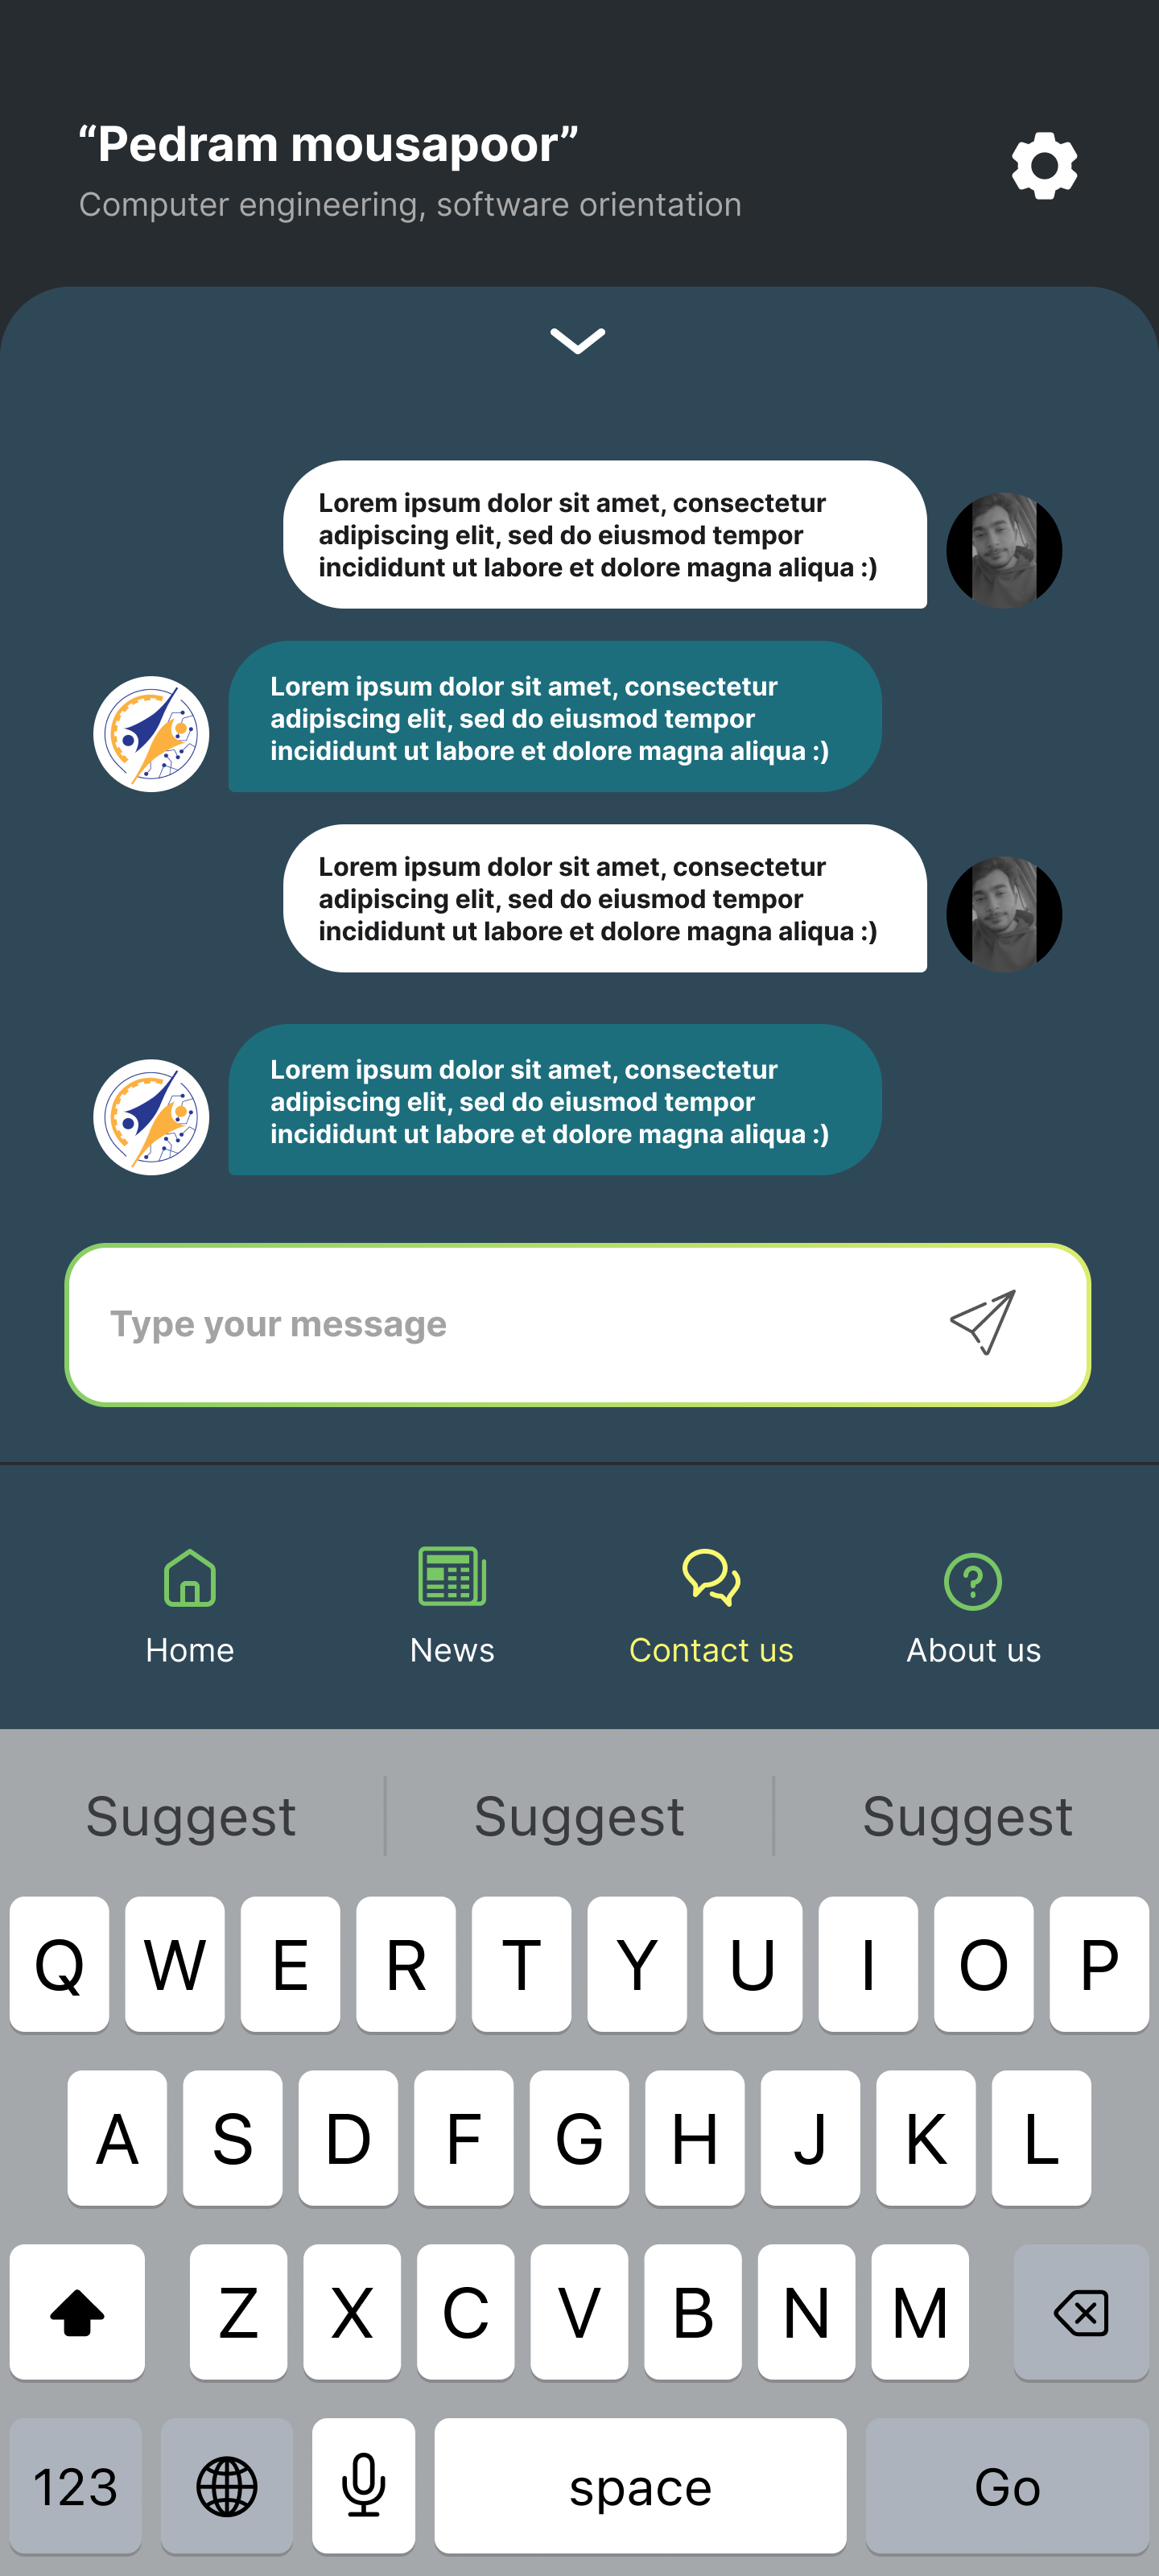 “Pedram mousapoor”
Computer engineering, software orientation
Lorem ipsum dolor sit amet, consectetur
adipiscing elit, sed do eiusmod tempor
incididunt ut labore et dolore magna aliqua :)
Lorem ipsum dolor sit amet, consectetur
adipiscing elit, sed do eiusmod tempor
incididunt ut labore et dolore magna aliqua :)
Lorem ipsum dolor sit amet, consectetur
adipiscing elit, sed do eiusmod tempor
incididunt ut labore et dolore magna aliqua :)
Lorem ipsum dolor sit amet, consectetur
adipiscing elit, sed do eiusmod tempor
incididunt ut labore et dolore magna aliqua :)
Type your message
Home News Contact us About us
Suggest Suggest Suggest
Q W E R T Y U I O P
A S D F G H J K L
Z X C V B N M
123 space Go